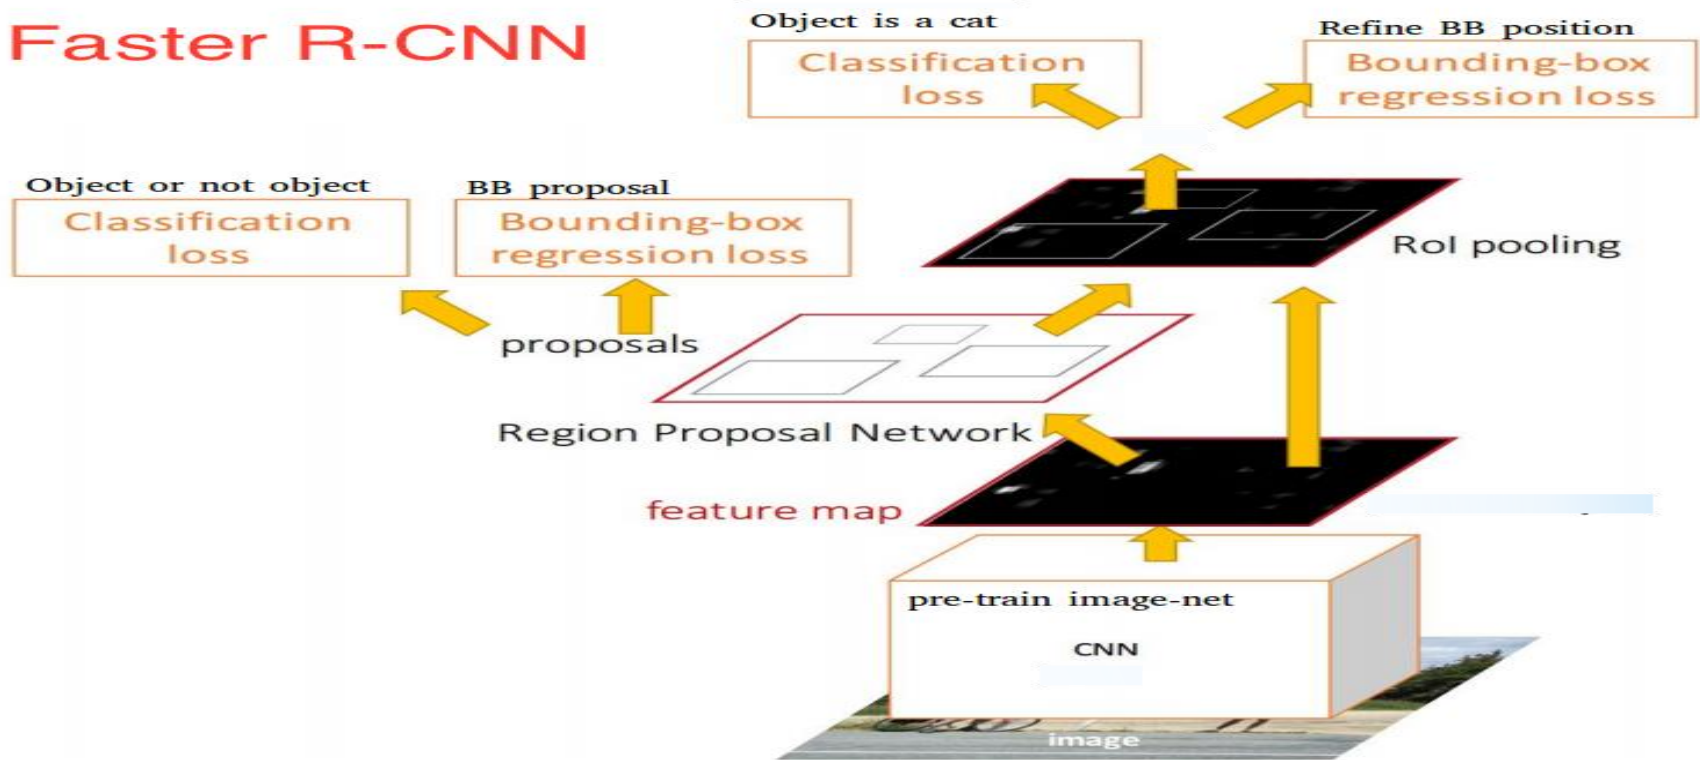 Faster R-CNN
Object is a cat
Classification
loss
Refine BB position
Bounding-box
regression loss
Object or not object
Classification
loss
BB proposal
Bounding-box
regression loss
RoI pooling
proposals
Region Proposal Network
feature map
pre-train image-net
CNN
image